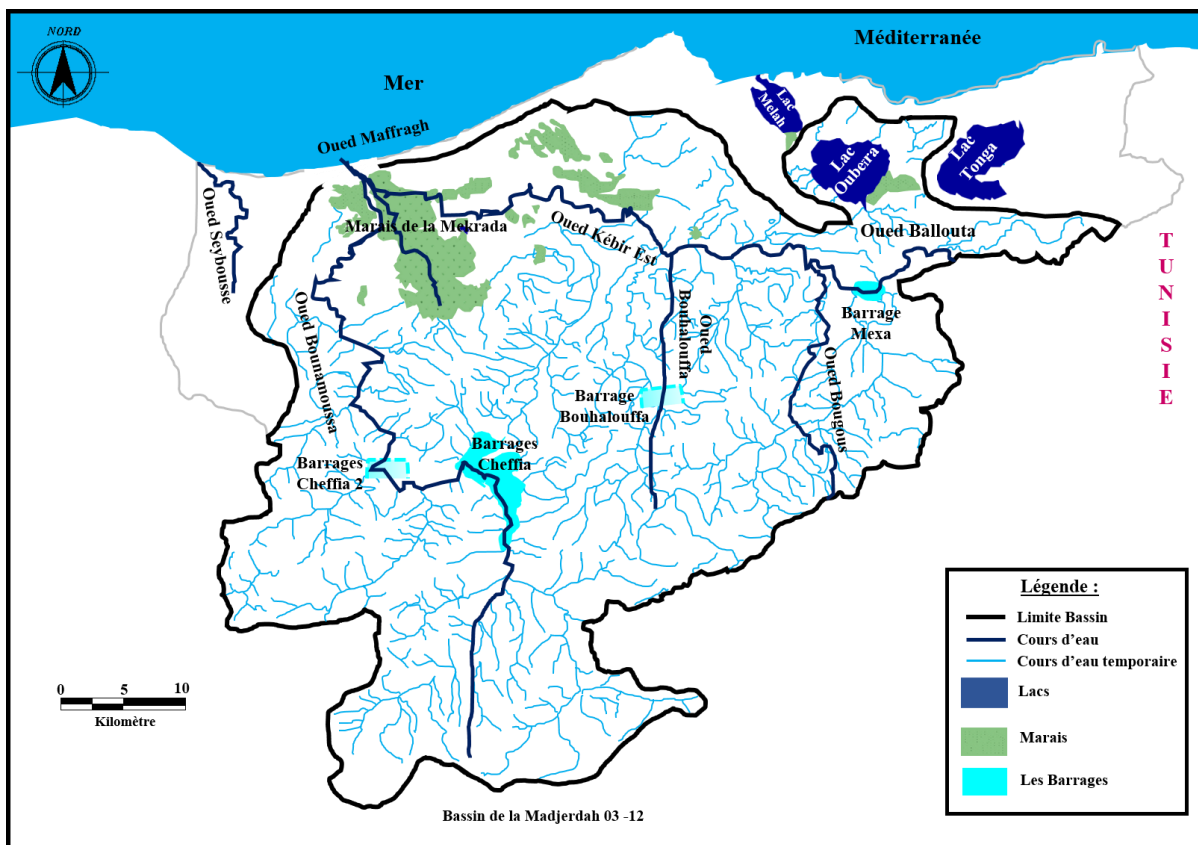 NORD
Méditerranée
Mer
Lac
Melah
Oued Maffragh
Lac
Oubeira
Lac
Tonga
Oued Seybousse
Marais de la Mekrada
Oued Kébir Est
Oued Ballouta
TUNISIE
Oued
Bouhalouffa
Barrage
Mexa
Oued Bounamoussa
Oued Bougous
Barrage
Bouhalouffa
Barrages
Cheffia
Barrages
Cheffia 2
Légende :
Limite Bassin
Cours d'eau
Cours d'eau temporaire
Lacs
Marais
Les Barrages
0 5 10
Kilomètre
Bassin de la Madjerdah 03 -12